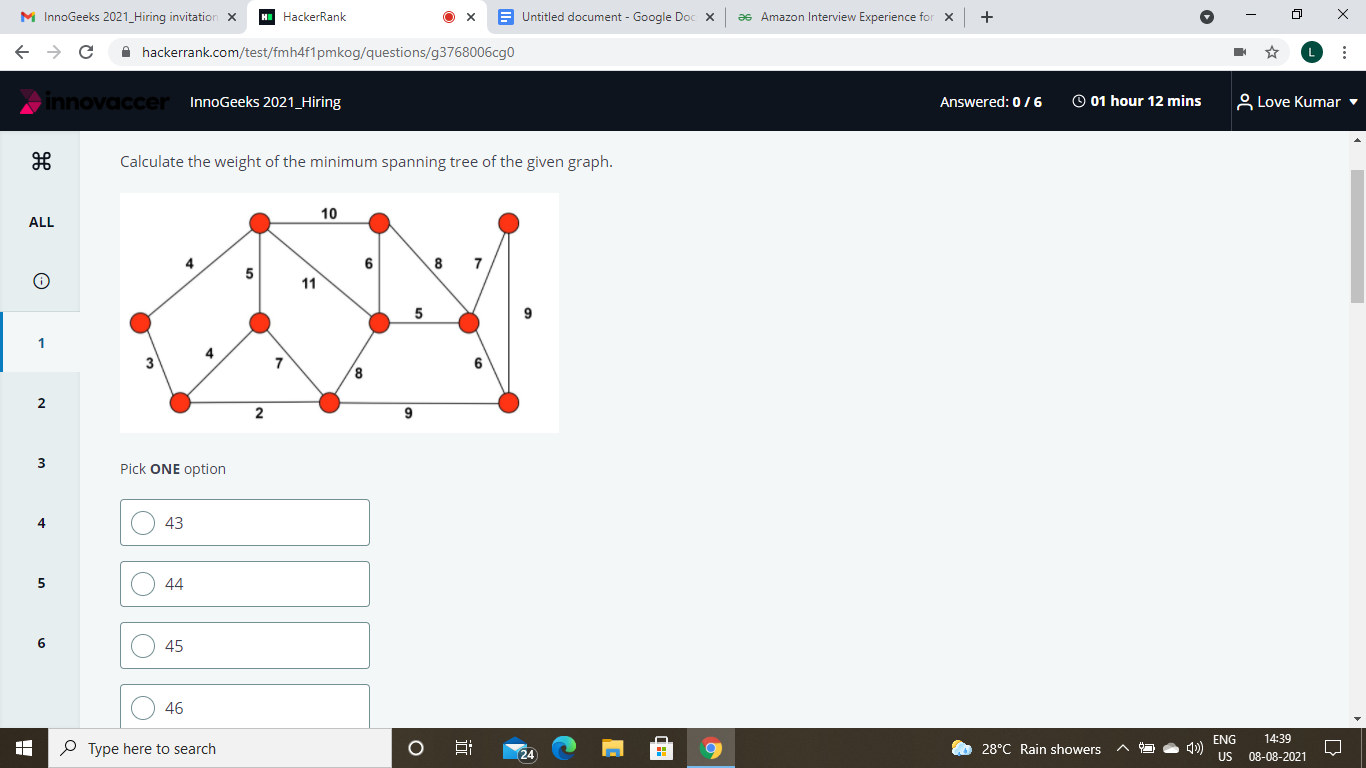 InnoGeeks 2021_Hiring invitation
HackerRank
Untitled document - Google Doc
Amazon Interview Experience for
hackerrank.com/test/fmh4f1pmkog/questions/g3768006cg0
L
innovaccer
InnoGeeks 2021_Hiring
Answered: 0 / 6
01 hour 12 mins
Love Kumar
ALL
1
2
3
4
5
6
Calculate the weight of the minimum spanning tree of the given graph.
10
4
5
11
6
8
7
5
9
3
4
7
8
6
2
9
Pick ONE option
43
44
45
46
Type here to search
24
28°C Rain showers
ENG
US
14:39
08-08-2021